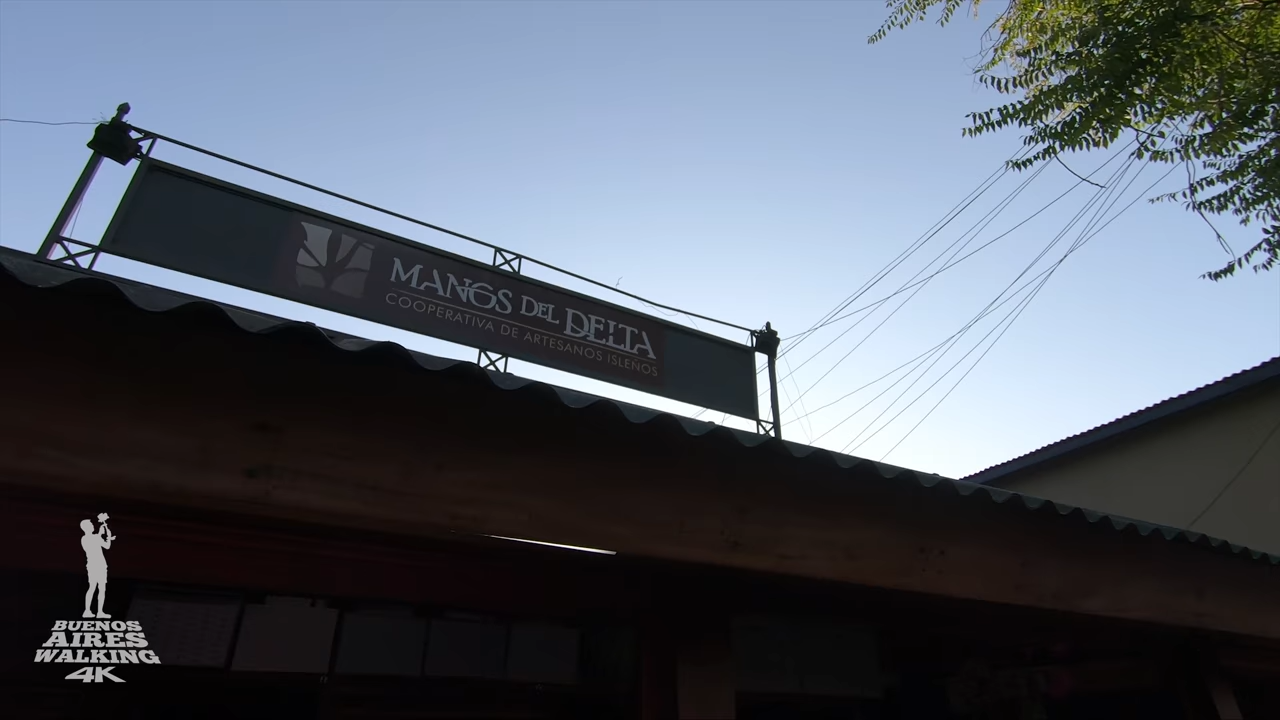 MANOS DEL DELTA
COOPERATIVA DE ARTESANOS ISLEÑOS
BUENOS
AIRES
WALKING
4K